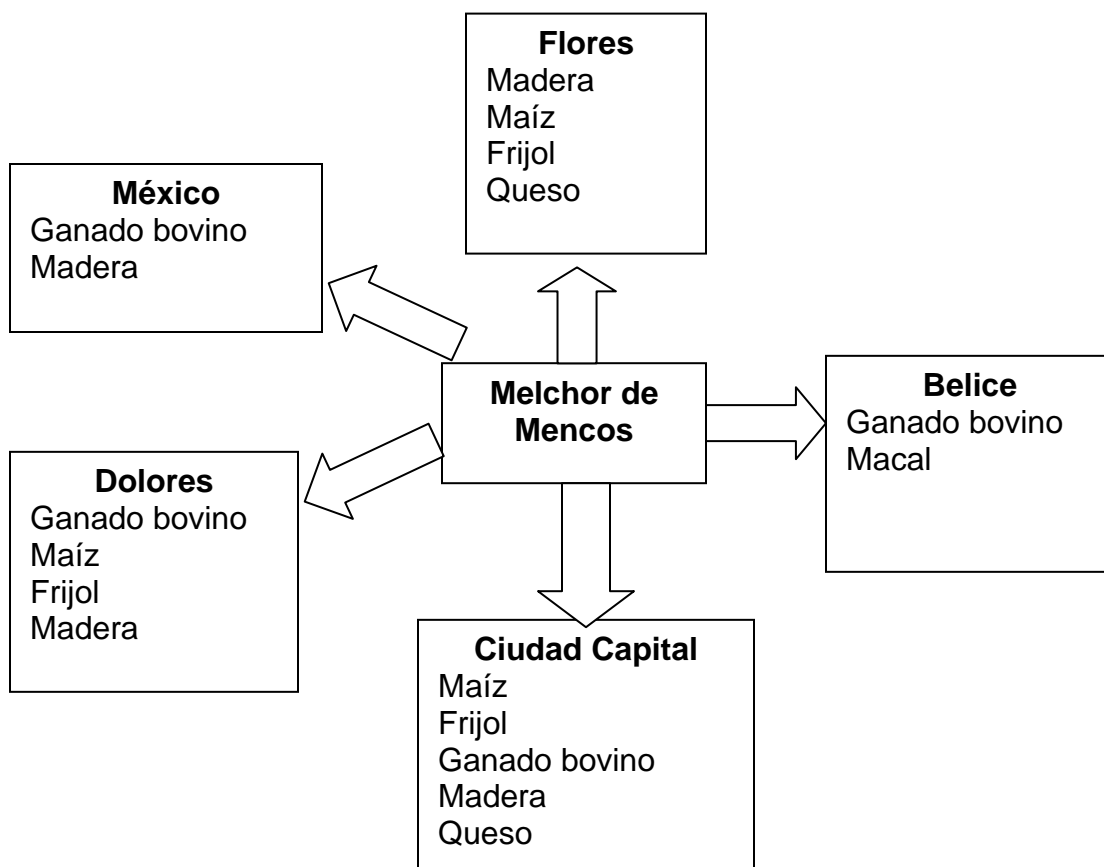 Flores
Madera
Maíz
Frijol
Queso
México
Ganado bovino
Madera
Melchor de
Mencos
Belice
Ganado bovino
Macal
Dolores
Ganado bovino
Maíz
Frijol
Madera
Ciudad Capital
Maíz
Frijol
Ganado bovino
Madera
Queso